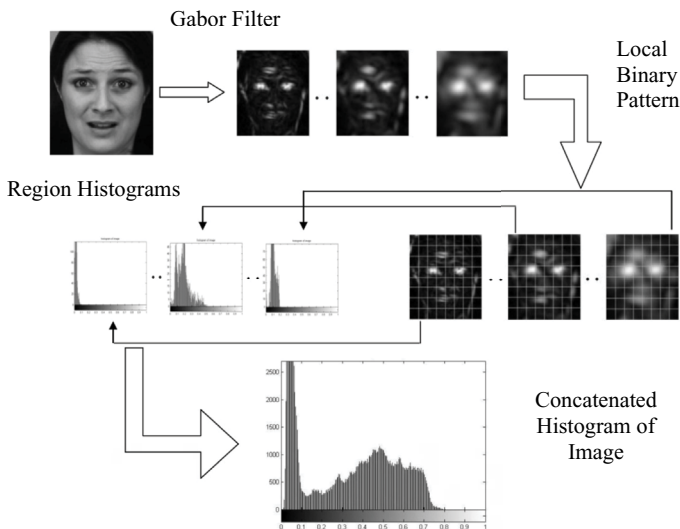 Gabor Filter
Local
Binary
Pattern
Region Histograms
2500
2000
1500
1000
500
0
0 0.1 0.2 0.3 0.4 0.5 0.6 0.7 0.8 0.9 1
Concatenated
Histogram of
Image